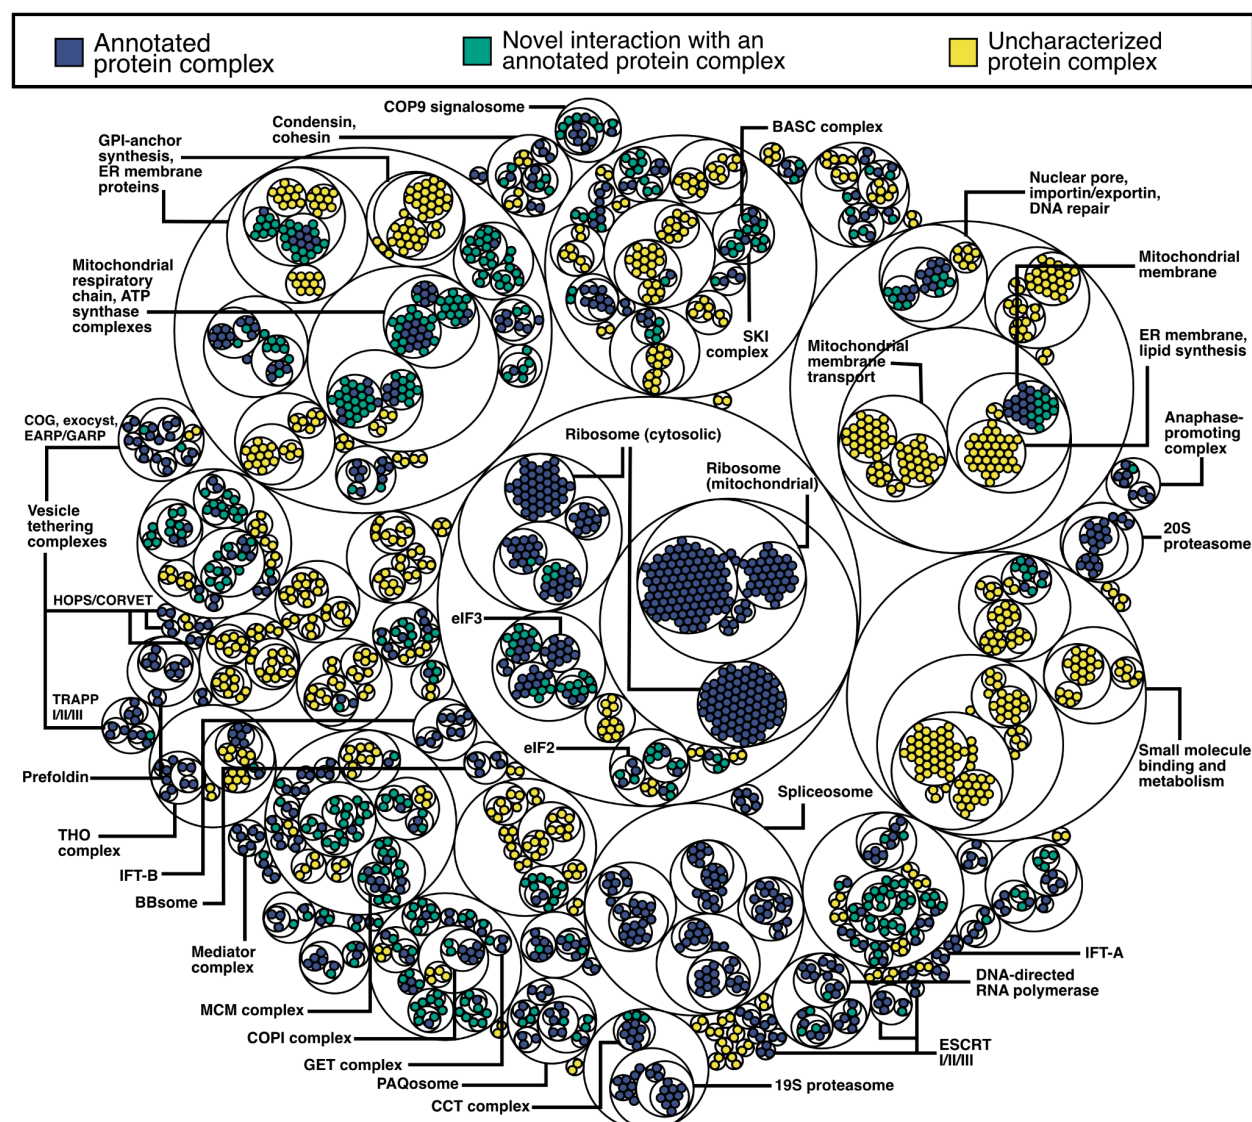 Annotated
protein complex
Novel interaction with an
annotated protein complex
Uncharacterized
protein complex
COP9 signalosome
Condensin,
cohesin
BASC complex
GPI-anchor
synthesis,
ER membrane
proteins
Nuclear pore,
importin/exportin,
DNA repair
Mitochondrial
membrane
Mitochondrial
respiratory
chain, ATP
synthase
complexes
SKI
complex
Mitochondrial
membrane
transport
ER membrane,
lipid synthesis
COG, exocyst,
EARP/GARP
Ribosome (cytosolic)
Anaphase-
promoting
complex
Ribosome
(mitochondrial)
Vesicle
tethering
complexes
20S
proteasome
HOPS/CORVET
eIF3
TRAPP
I/II/III
eIF2
Small molecule
binding and
metabolism
Prefoldin
Spliceosome
THO
complex
IFT-B
BBsome
Mediator
complex
IFT-A
DNA-directed
RNA polymerase
MCM complex
COPI complex
ESCRT
I/II/III
GET complex
PAQosome
19S proteasome
CCT complex